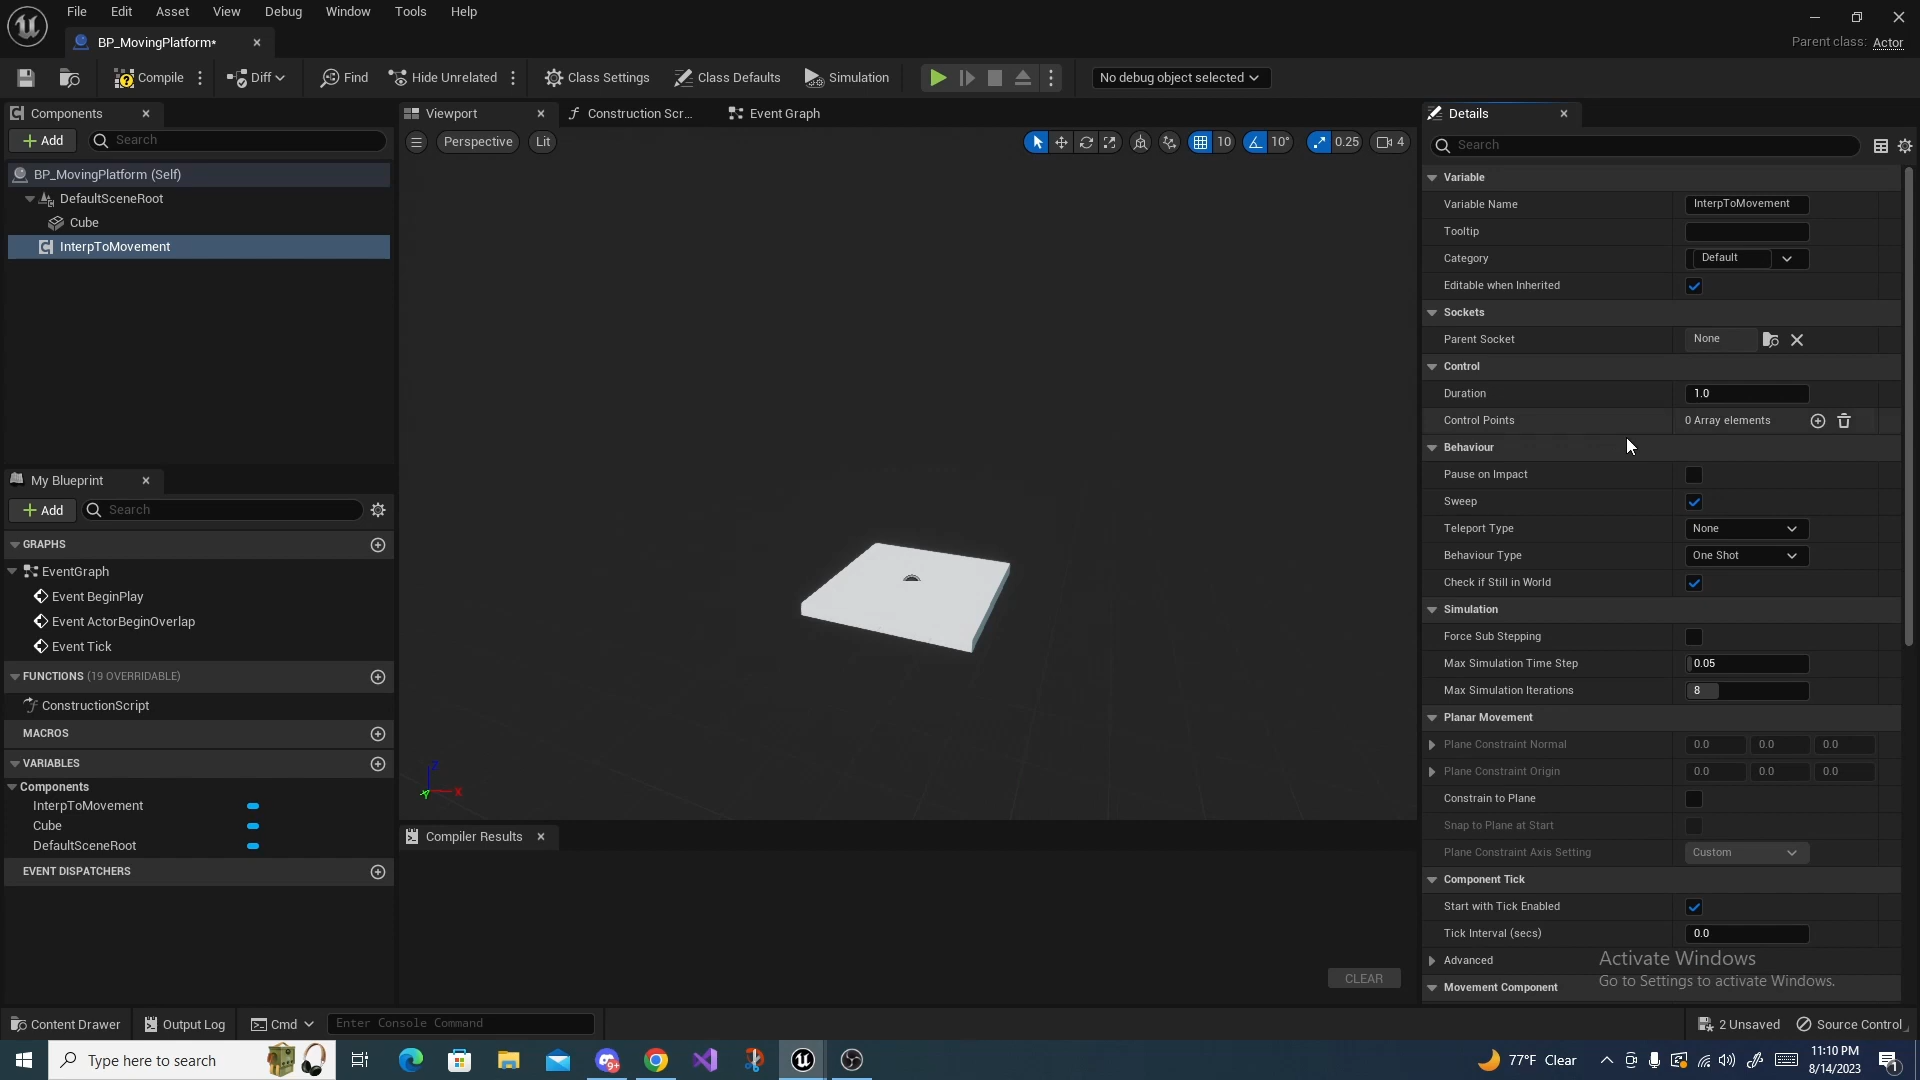 File Edit Asset View Debug Window Tools Help
BP_MovingPlatform*
Parent class: Actor
Compile Diff Find Hide Unrelated Class Settings Class Defaults Simulation No debug object selected
Components
Add Search
BP_MovingPlatform (Self)
DefaultSceneRoot
Cube
InterpToMovement
My Blueprint
Add Search
GRAPHS
EventGraph
Event BeginPlay
Event ActorBeginOverlap
Event Tick
FUNCTIONS (19 OVERRIDABLE)
ConstructionScript
MACROS
VARIABLES
Components
InterpToMovement
Cube
DefaultSceneRoot
EVENT DISPATCHERS
Viewport Construction Scr... Event Graph
Perspective Lit 10 10° 0.25 4
Z
X
Y
Compiler Results
CLEAR
Details
Search
Variable
Variable Name InterpToMovement
Tooltip
Category Default
Editable when Inherited
Sockets
Parent Socket None
Control
Duration 1.0
Control Points 0 Array elements
Behaviour
Pause on Impact
Sweep
Teleport Type None
Behaviour Type One Shot
Check if Still in World
Simulation
Force Sub Stepping
Max Simulation Time Step 0.05
Max Simulation Iterations 8
Planar Movement
Plane Constraint Normal 0.0 0.0 0.0
Plane Constraint Origin 0.0 0.0 0.0
Constrain to Plane
Snap to Plane at Start
Plane Constraint Axis Setting Custom
Component Tick
Start with Tick Enabled
Tick Interval (secs) 0.0
Advanced
Movement Component
Activate Windows
Go to Settings to activate Windows.
Content Drawer Output Log Cmd Enter Console Command 2 Unsaved Source Control
Type here to search 9+ 77°F Clear 11:10 PM
8/14/2023 1